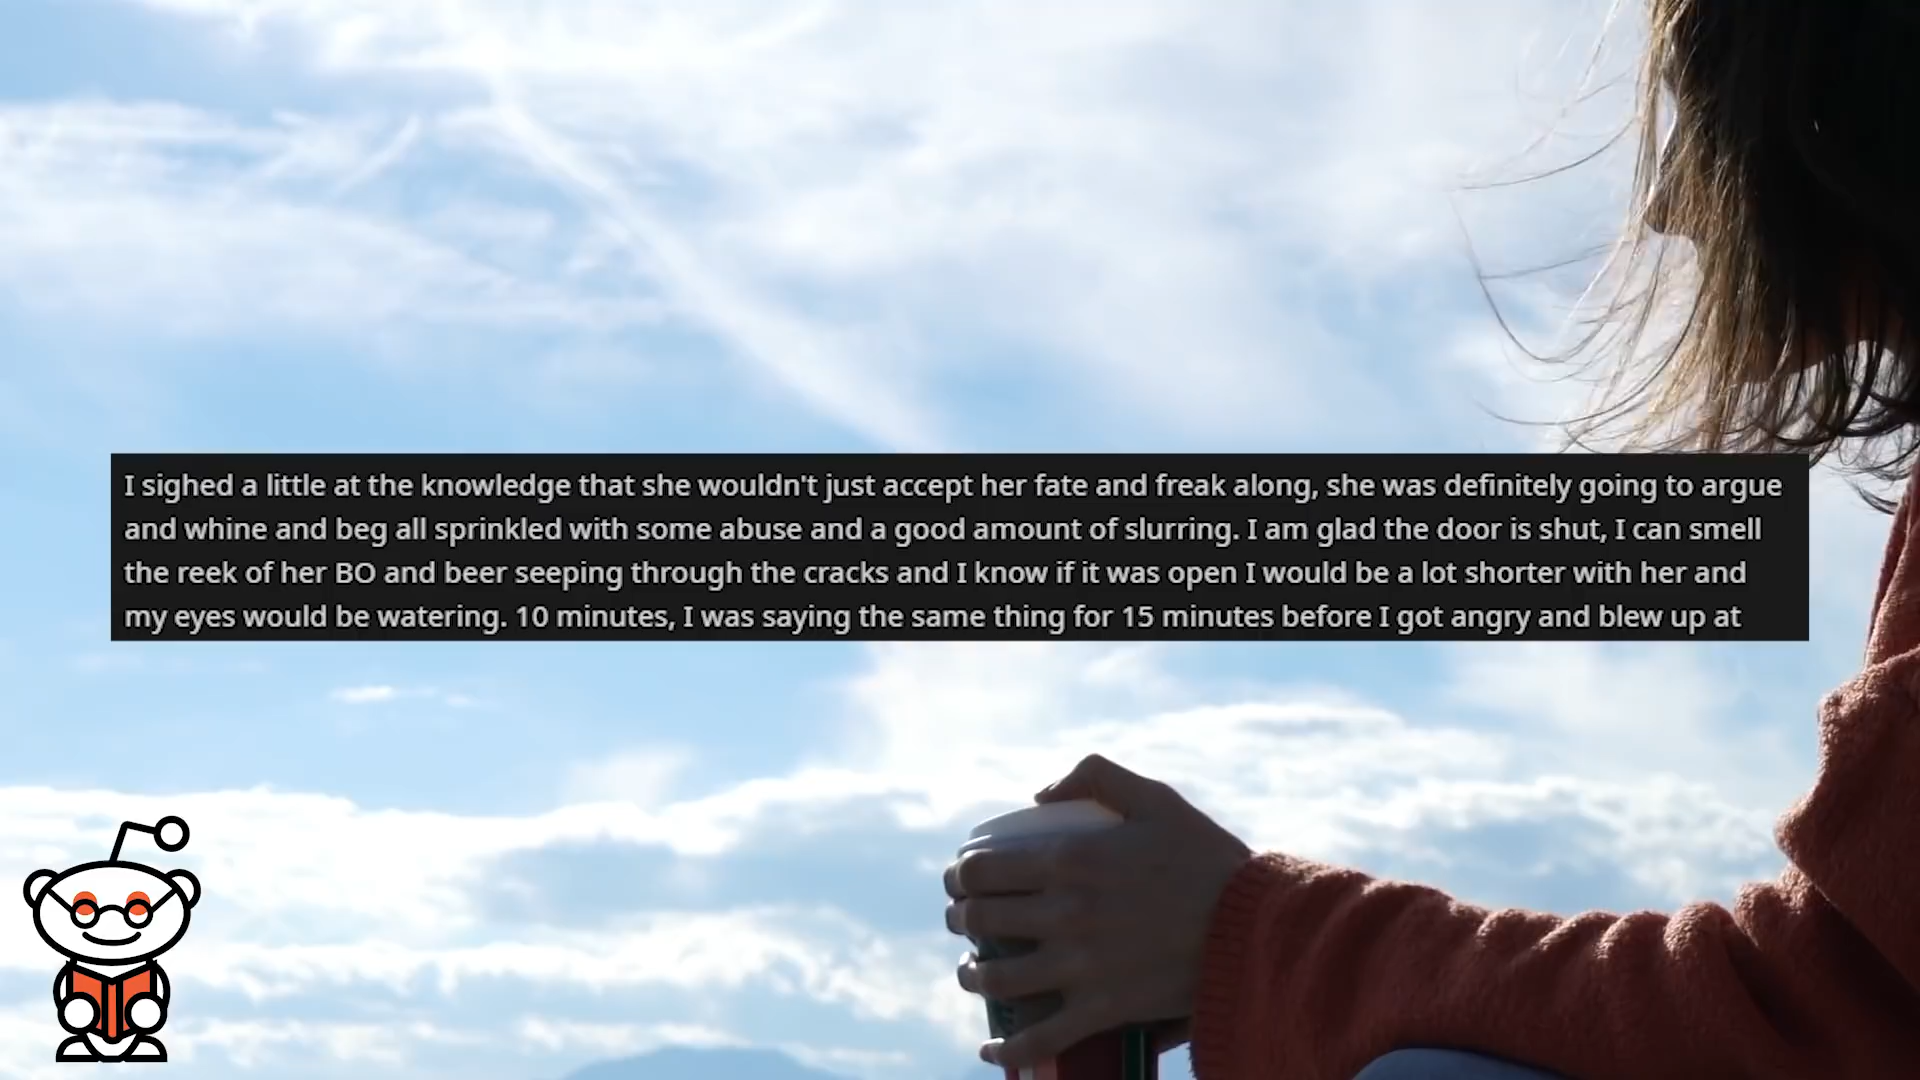 I sighed a little at the knowledge that she wouldn't just accept her fate and freak along, she was definitely going to argue
and whine and beg all sprinkled with some abuse and a good amount of slurring. I am glad the door is shut, I can smell
the reek of her BO and beer seeping through the cracks and I know if it was open I would be a lot shorter with her and
my eyes would be watering. 10 minutes, I was saying the same thing for 15 minutes before I got angry and blew up at